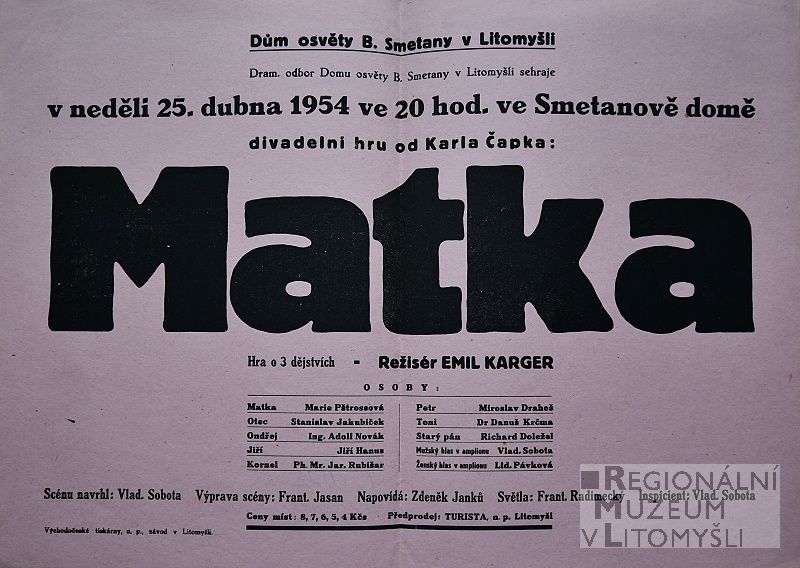 Dům osvěty B. Smetany v Litomyšli
Dram. odbor Domu osvěty B. Smetany v Litomyšli sehraje
v neděli 25. dubna 1954 ve 20 hod. ve Smetanově domě
divadelní hru od Karla Čapka:
Matka
Hra o 3 dějstvích - Režisér EMIL KARGER
OSOBY:
Matka Marie Pätrossová
Otec Stanislav Jakubíček
Ondřej Ing. Adolf Novák
Jiří Jiří Hanus
Kornel Ph. Mr. Jar. Rubišar
Petr Miroslav Drahoš
Toni Dr Danuš Krčma
Starý pán Richard Doležel
Mužský hlas v amplionu Vlad. Sobota
Ženský hlas v amplionu Lid. Pávková
Scénu navrhl: Vlad. Sobota Výprava scény: Frant. Jasan Napovídá: Zdeněk Janků Světla: Frant. Radimecký Inspicient: Vlad. Sobota
Ceny míst: 8, 7, 6, 5, 4 Kčs Předprodej: TURISTA, n. p. Litomyšl
Východočeské tiskárny, n. p., závod v Litomyšli.
REGIONÁLNÍ
MUZEUM
V LITOMYŠLI